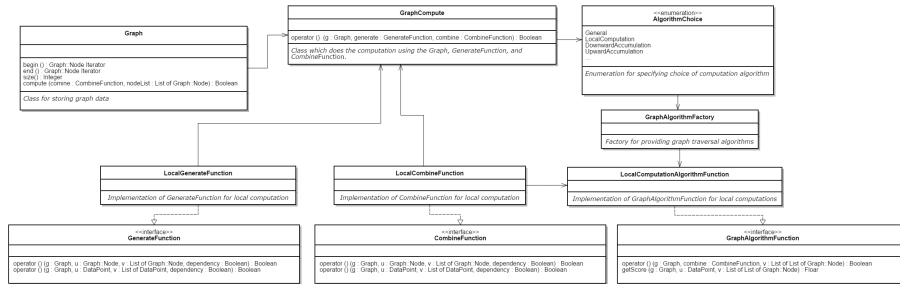 GraphCompute
operator () (g : Graph, generate : GenerateFunction, combine : CombineFunction) : Boolean
Class which does the computation using the Graph, GenerateFunction, and
CombineFunction.
<<enumeration>>
AlgorithmChoice
General
LocalComputation
DownwardAccumulation
UpwardAccumulation
...
Enumeration for specifying choice of computation algorithm
Graph
begin () : Graph::Node Iterator
end () : Graph::Node Iterator
size() : Integer
compute (comine : CombineFunction, nodeList : List of Graph::Node) : Boolean
Class for storing graph data
GraphAlgorithmFactory
Factory for providing graph traversal algorithms
LocalGenerateFunction
Implementation of GenerateFunction for local computation
LocalCombineFunction
Implementation of CombineFunction for local computation
LocalComputationAlgorithmFunction
Implementation of GraphAlgorithmFunction for local computations
<<interface>>
GenerateFunction
operator () (g : Graph, u : Graph::Node, v : List of Graph::Node, dependency : Boolean) : Boolean
operator () (g : Graph, u : DataPoint, v : List of DataPoint, dependency : Boolean) : Boolean
<<interface>>
CombineFunction
operator () (g : Graph, u : Graph::Node, v : List of Graph::Node, dependency : Boolean) : Boolean
operator () (g : Graph, u : DataPoint, v : List of DataPoint, dependency : Boolean) : Boolean
<<interface>>
GraphAlgorithmFunction
operator () (g : Graph, combine : CombineFunction, v : List of List of Graph::Node) : Boolean
getScore (g : Graph, u : DataPoint, v : List of List of Graph::Node) : Floar